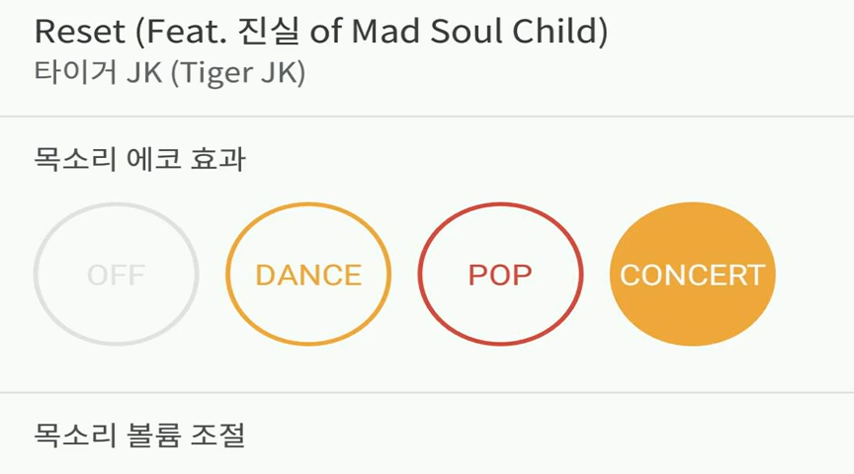 Reset (Feat. 진실 of Mad Soul Child)
타이거 JK (Tiger JK)
목소리 에코 효과
OFF DANCE POP CONCERT
목소리 볼륨 조절